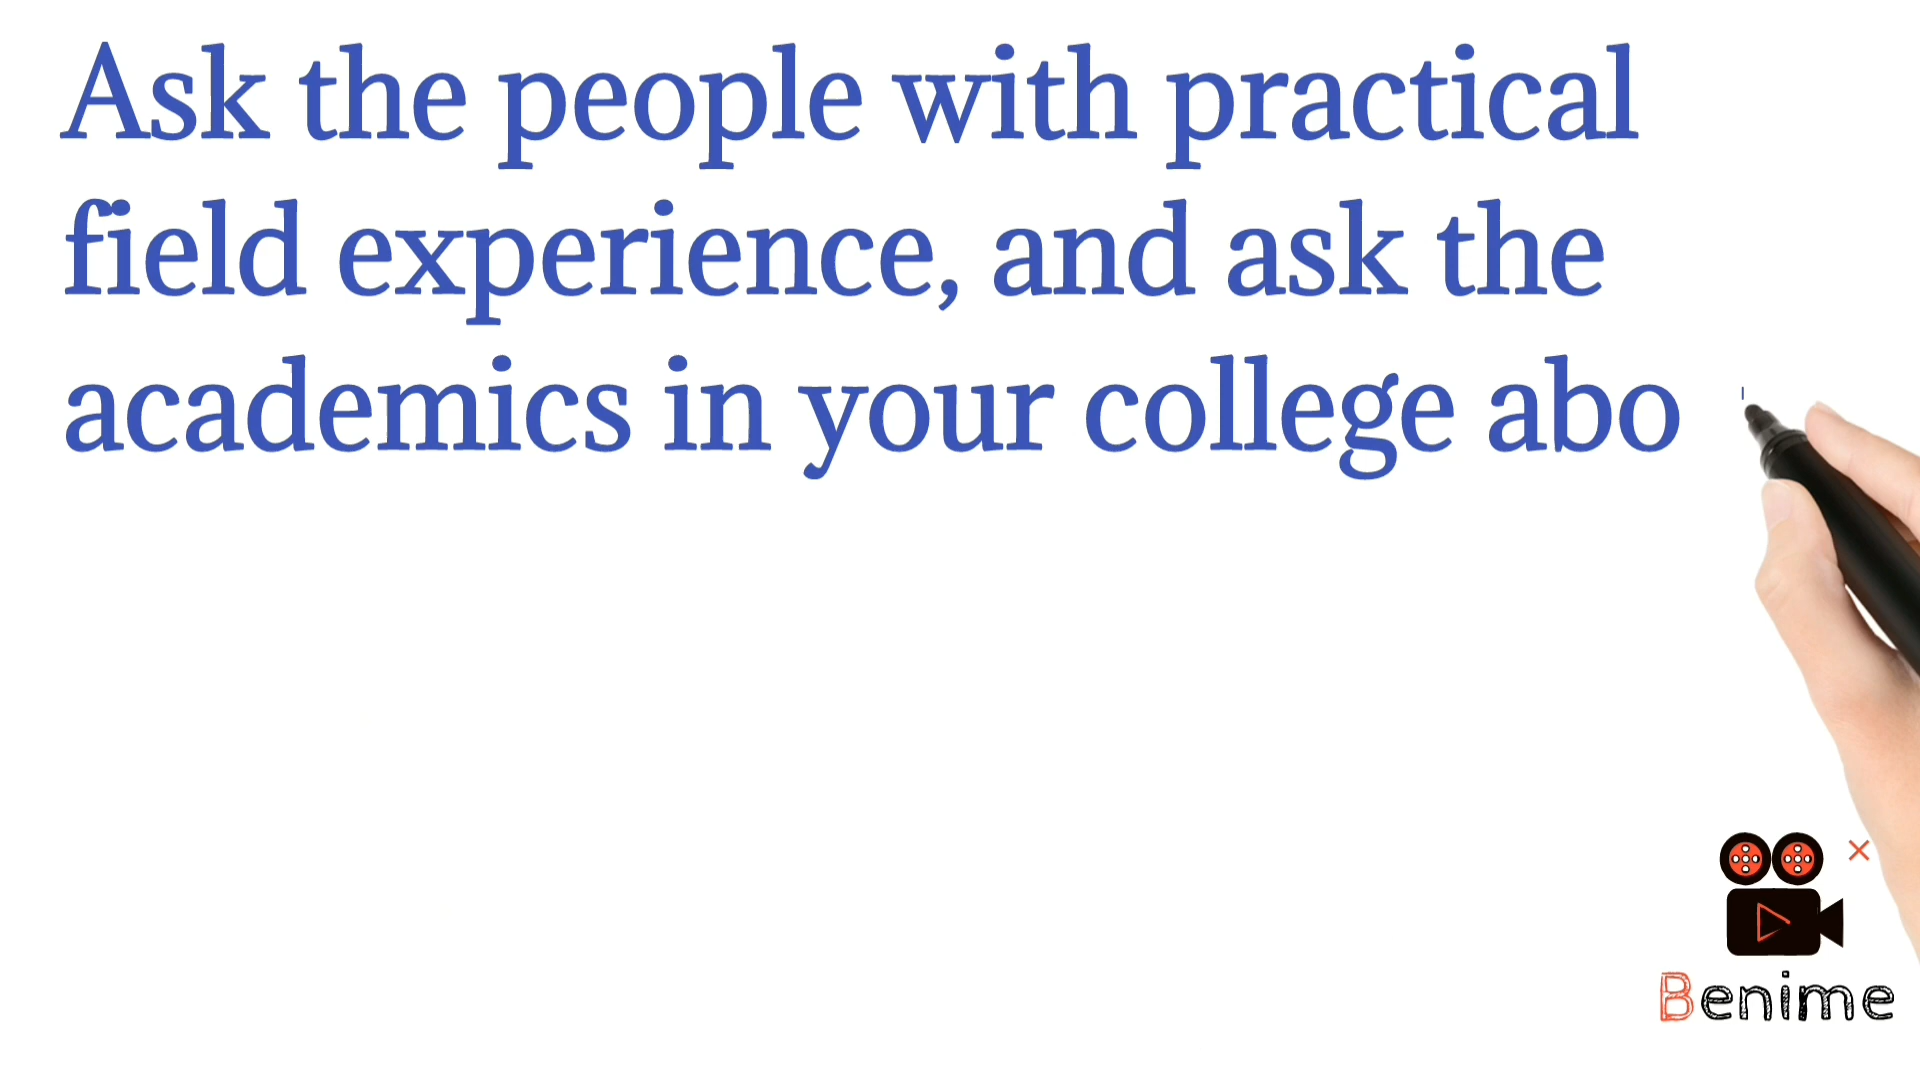 Ask the people with practical
field experience, and ask the
academics in your college abo
Benime